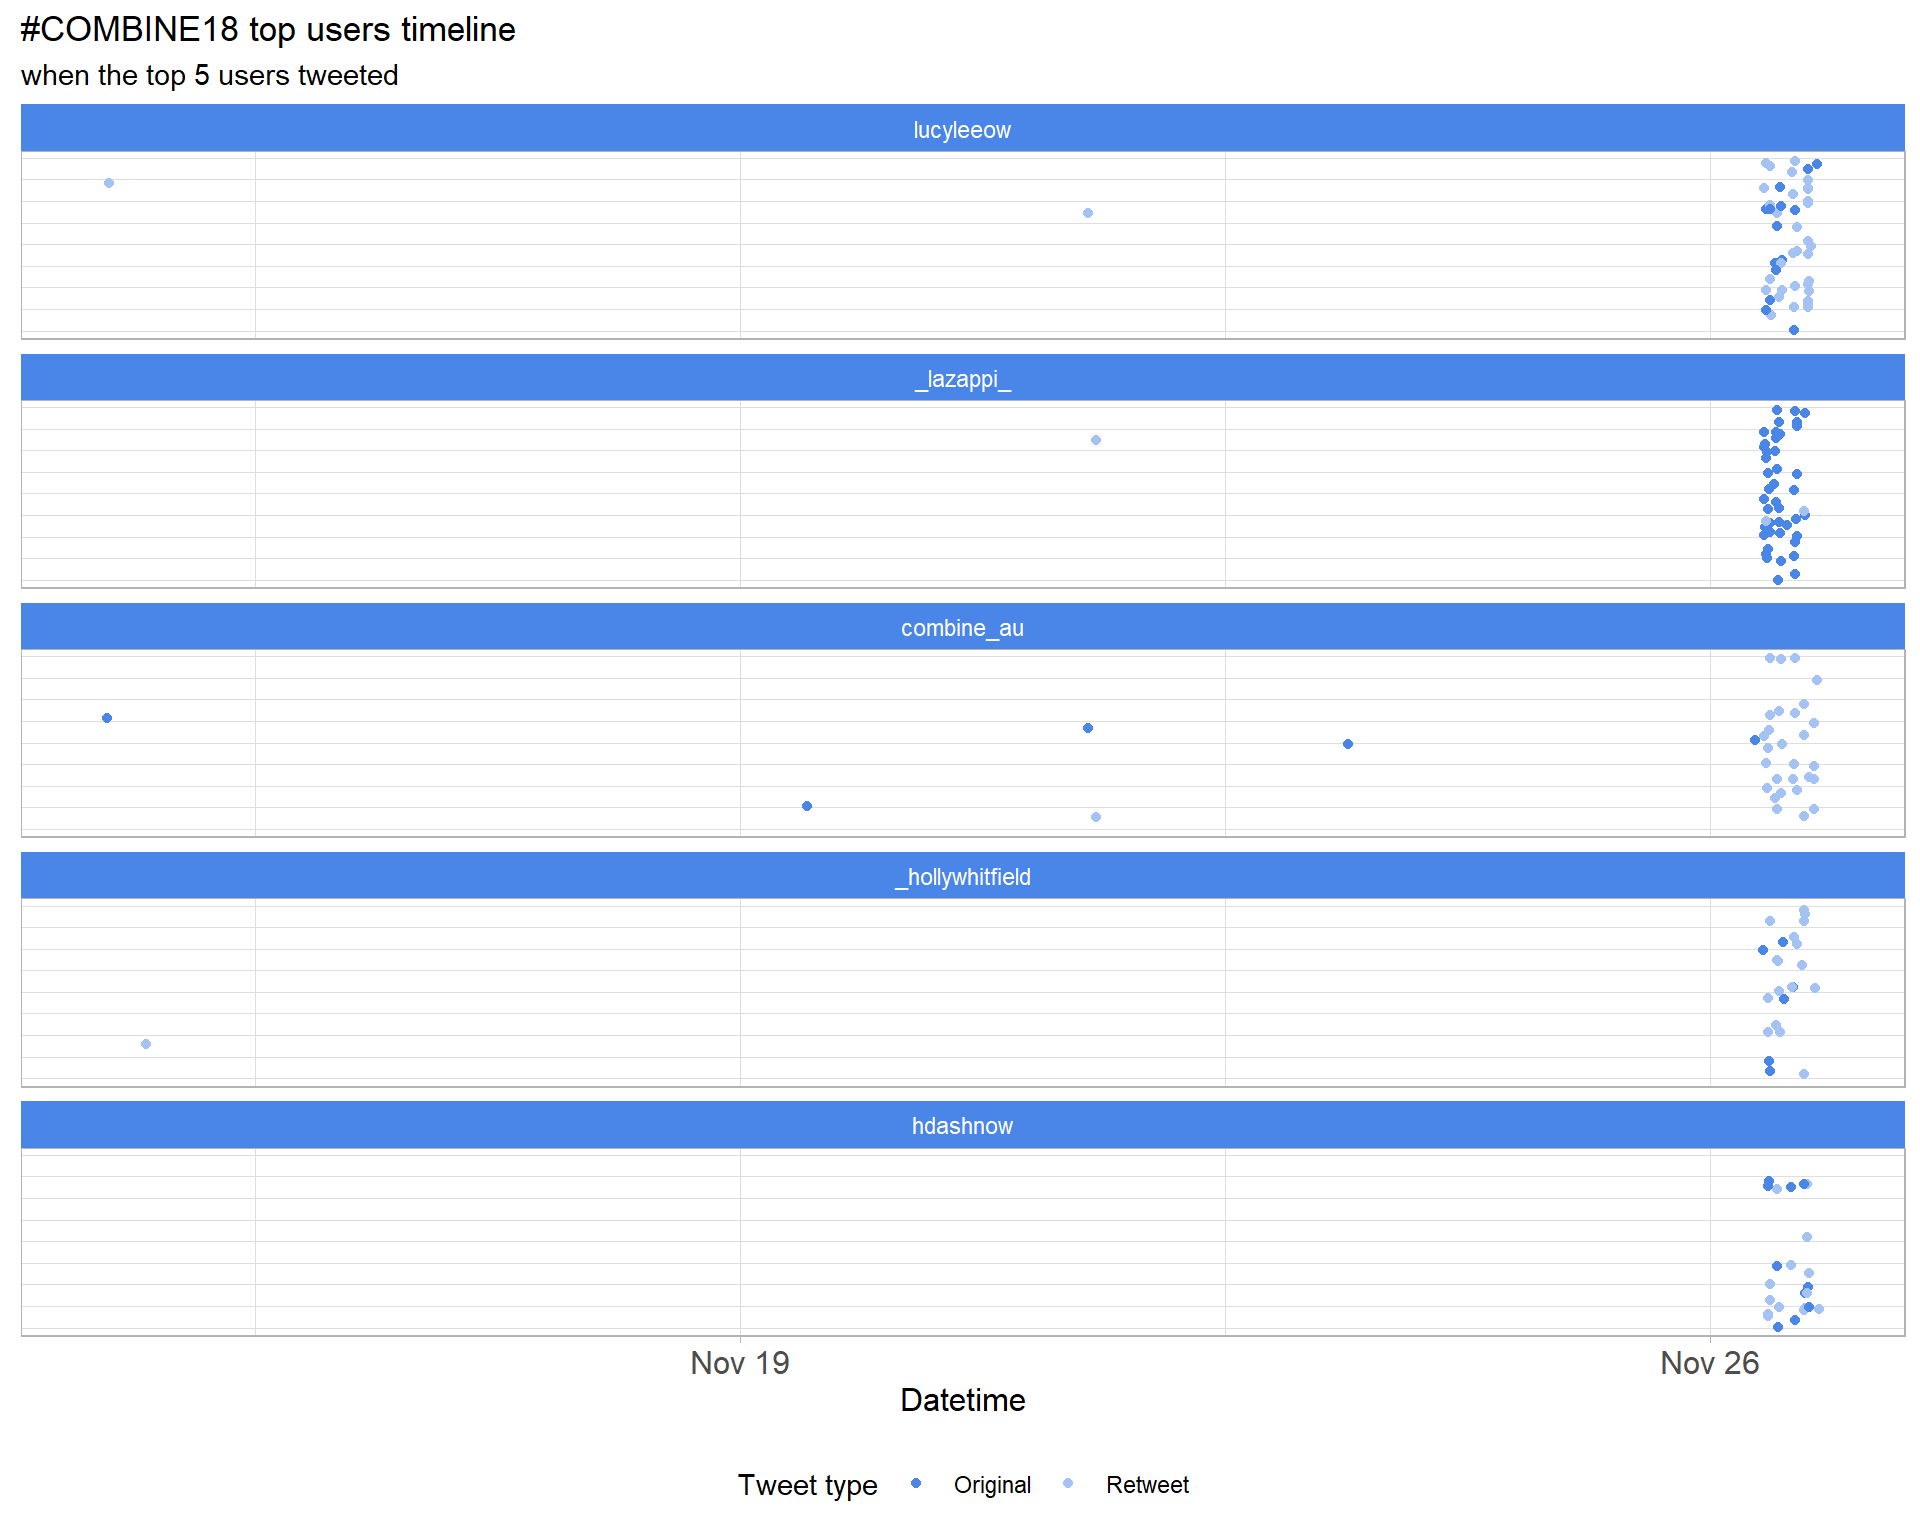 #COMBINE18 top users timeline
when the top 5 users tweeted
lucyleeow
_lazappi_
combine_au
_hollywhitfield
hdashnow
Nov 19 Nov 26
Datetime
Tweet type Original Retweet